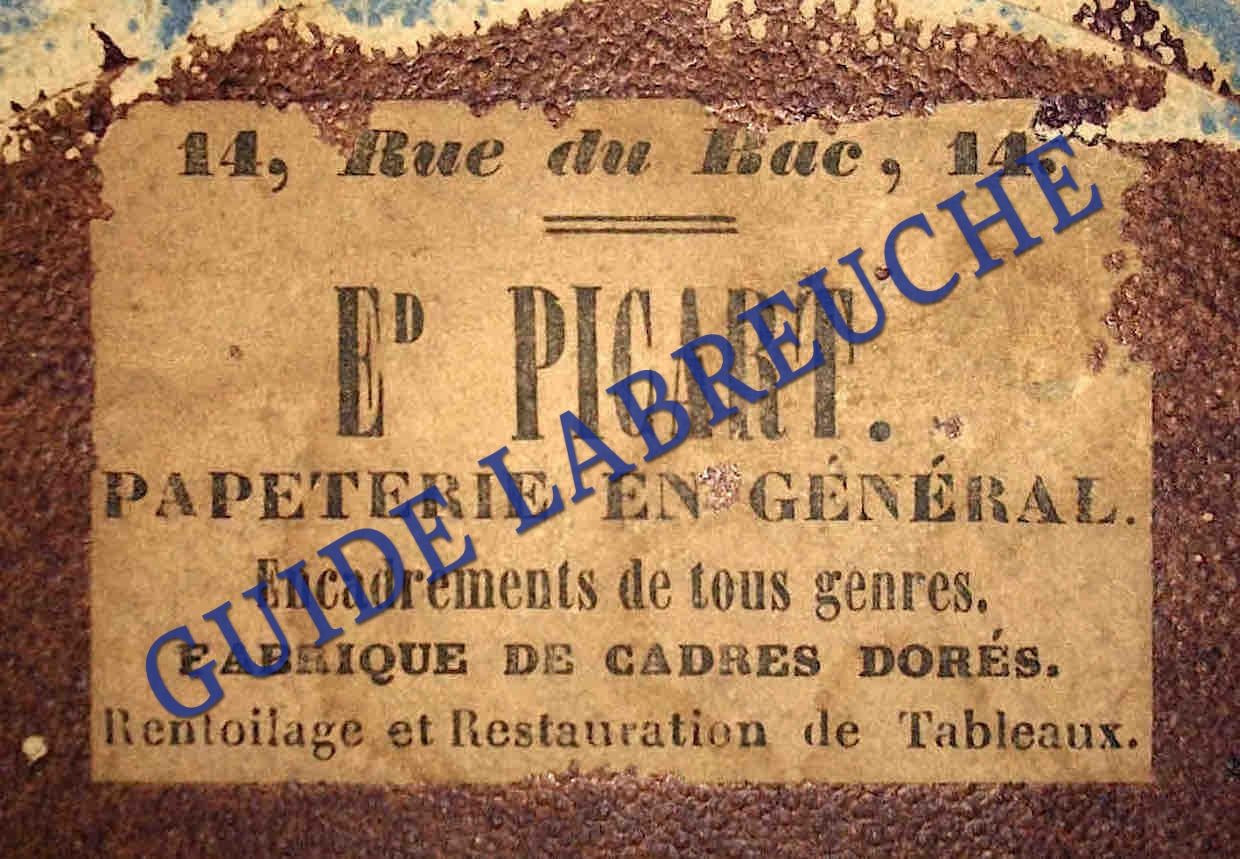 14, Rue du Bac, 14.
ED PICART.
PAPETERIE EN GÉNÉRAL.
Encadrements de tous genres.
FABRIQUE DE CADRES DORÉS.
Rentoilage et Restauration de Tableaux.
GUIDE LABREUCHE